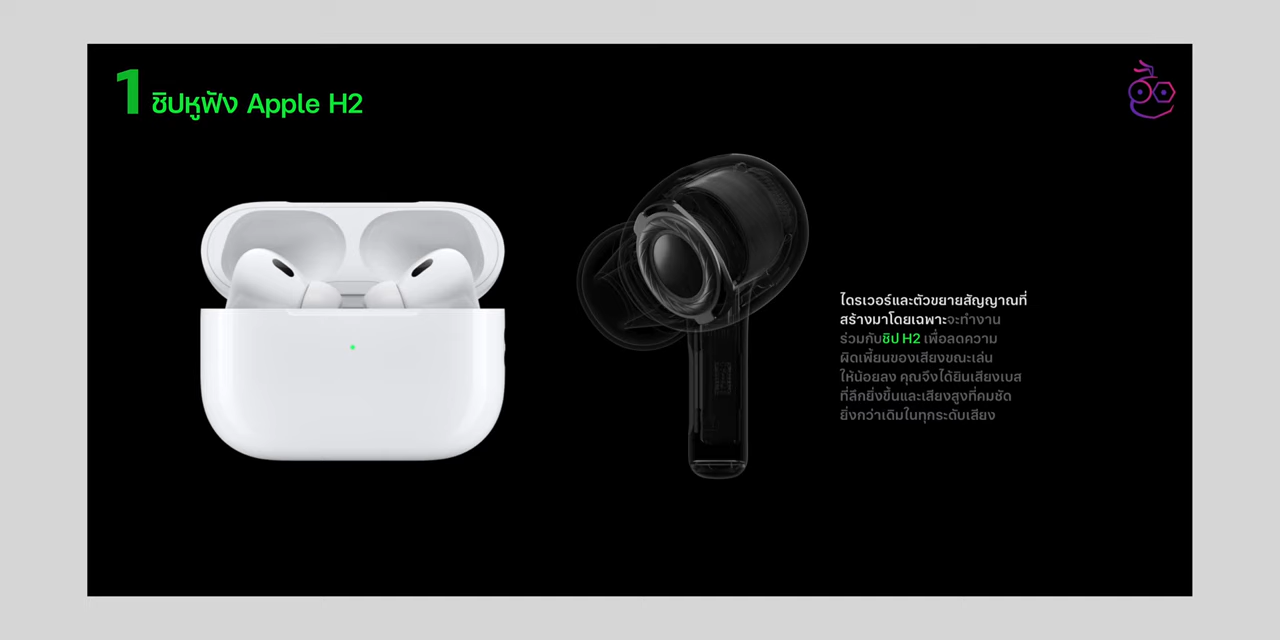 1 ชิปหูฟัง Apple H2
ไดรเวอร์และตัวขยายสัญญาณที่
สร้างมาโดยเฉพาะจะทำงาน
ร่วมกับชิป H2 เพื่อลดความ
ผิดเพี้ยนของเสียงขณะเล่น
ให้น้อยลง คุณจึงได้ยินเสียงเบส
ที่ลึกยิ่งขึ้นและเสียงสูงที่คมชัด
ยิ่งกว่าเดิมในทุกระดับเสียง